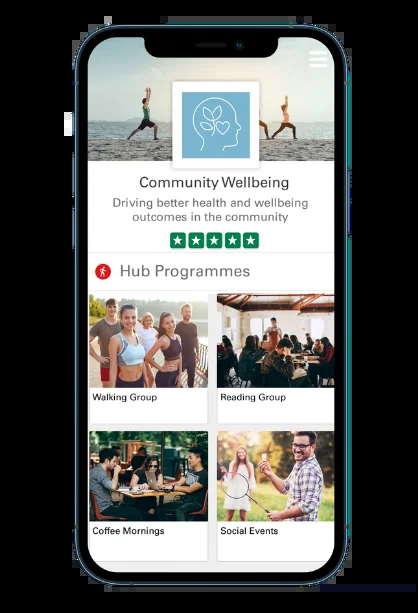 Community Wellbeing
Driving better health and wellbeing
outcomes in the community
Hub Programmes
Walking Group
Reading Group
Coffee Mornings
Social Events